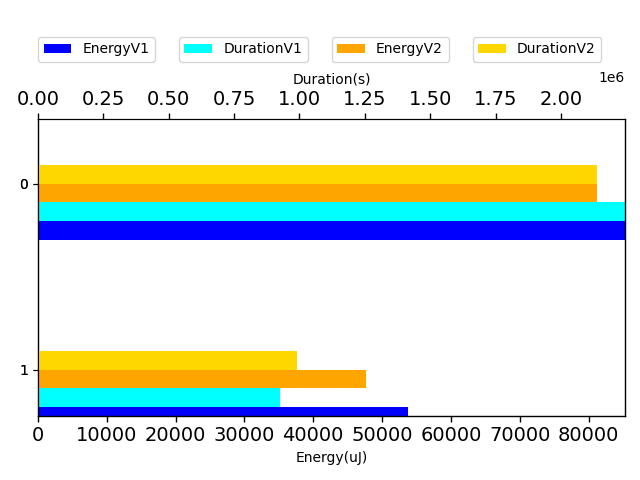 EnergyV1 DurationV1 EnergyV2 DurationV2
Duration(s)
1e6
0.00 0.25 0.50 0.75 1.00 1.25 1.50 1.75 2.00
0
1
0 10000 20000 30000 40000 50000 60000 70000 80000
Energy(uJ)